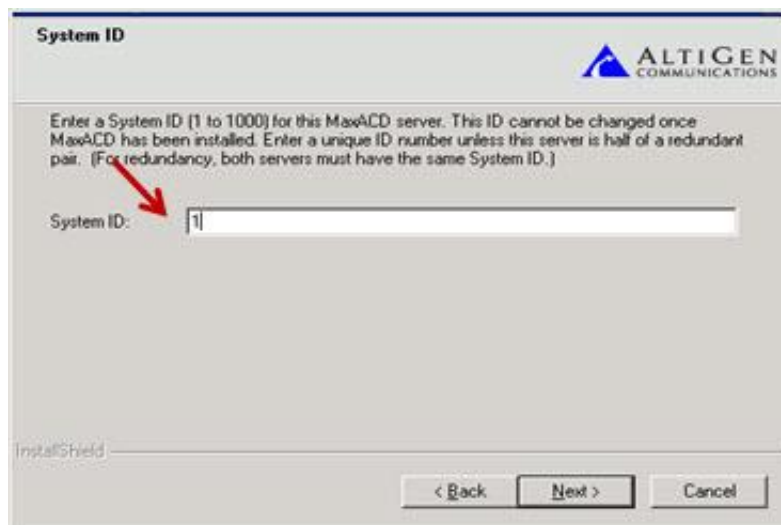 System ID
ALTIGEN
COMMUNICATIONS
Enter a System ID (1 to 1000) for this MaxACD server. This ID cannot be changed once
MaxACD has been installed. Enter a unique ID number unless this server is half of a redundant
pair. (For redundancy, both servers must have the same System ID.)
System ID: 1
InstallShield
< Back Next > Cancel